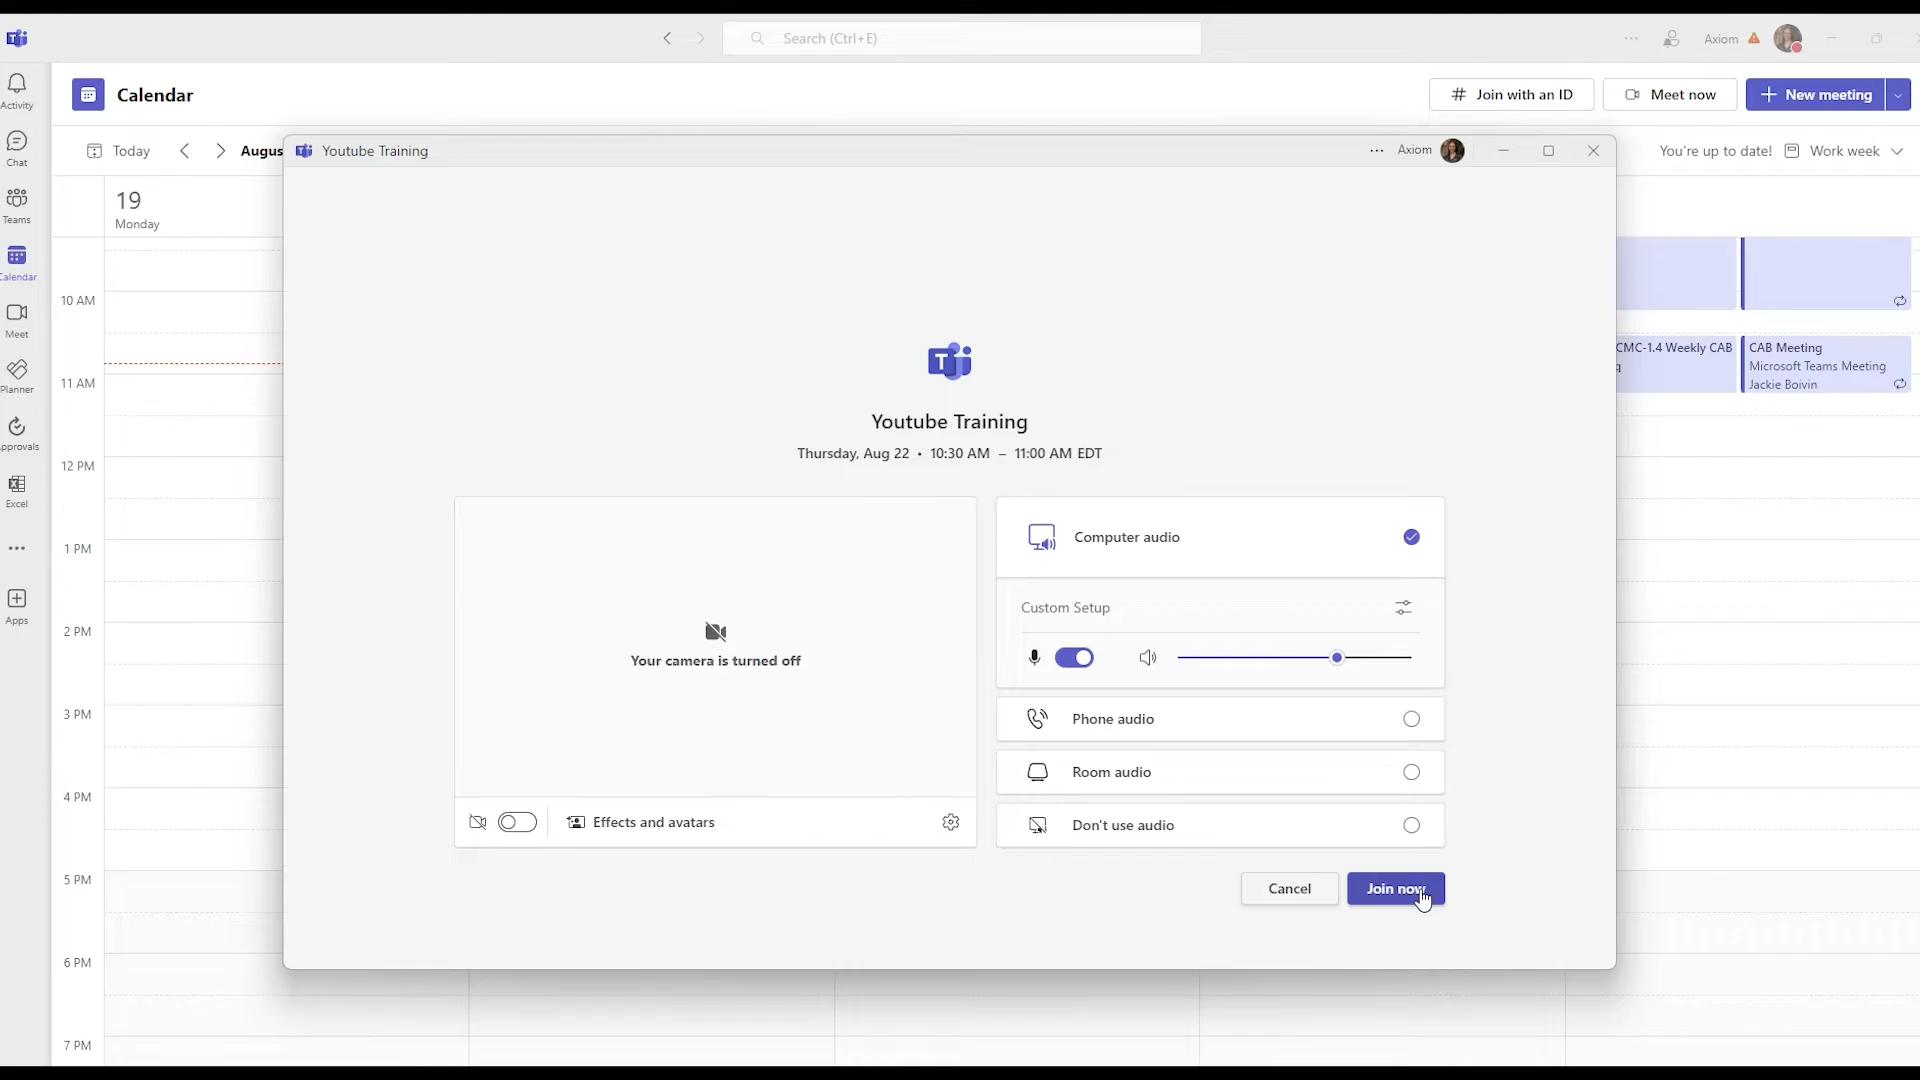 Search (Ctrl+E)
Axiom
Activity
Chat
Teams
Calendar
Meet
Planner
pprovals
Excel
Apps
Calendar
Join with an ID
Meet now
New meeting
Today
Augus
You're up to date!
Work week
19
Monday
10 AM
11 AM
12 PM
1 PM
2 PM
3 PM
4 PM
5 PM
6 PM
7 PM
CMC-1.4 Weekly CAB
CAB Meeting
Microsoft Teams Meeting
Jackie Boivin
Youtube Training
Axiom
Youtube Training
Thursday, Aug 22 • 10:30 AM – 11:00 AM EDT
Your camera is turned off
Effects and avatars
Computer audio
Custom Setup
Phone audio
Room audio
Don't use audio
Cancel
Join now